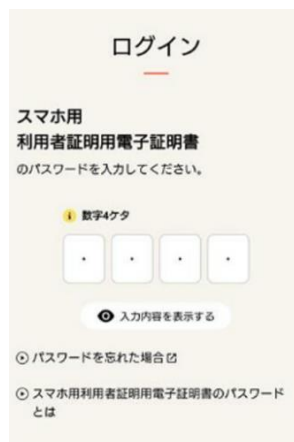 ログイン
スマホ用
利用者証明用電子証明書
のパスワードを入力してください。
数字4ケタ
入力内容を表示する
パスワードを忘れた場合
スマホ用利用者証明用電子証明書のパスワード
とは